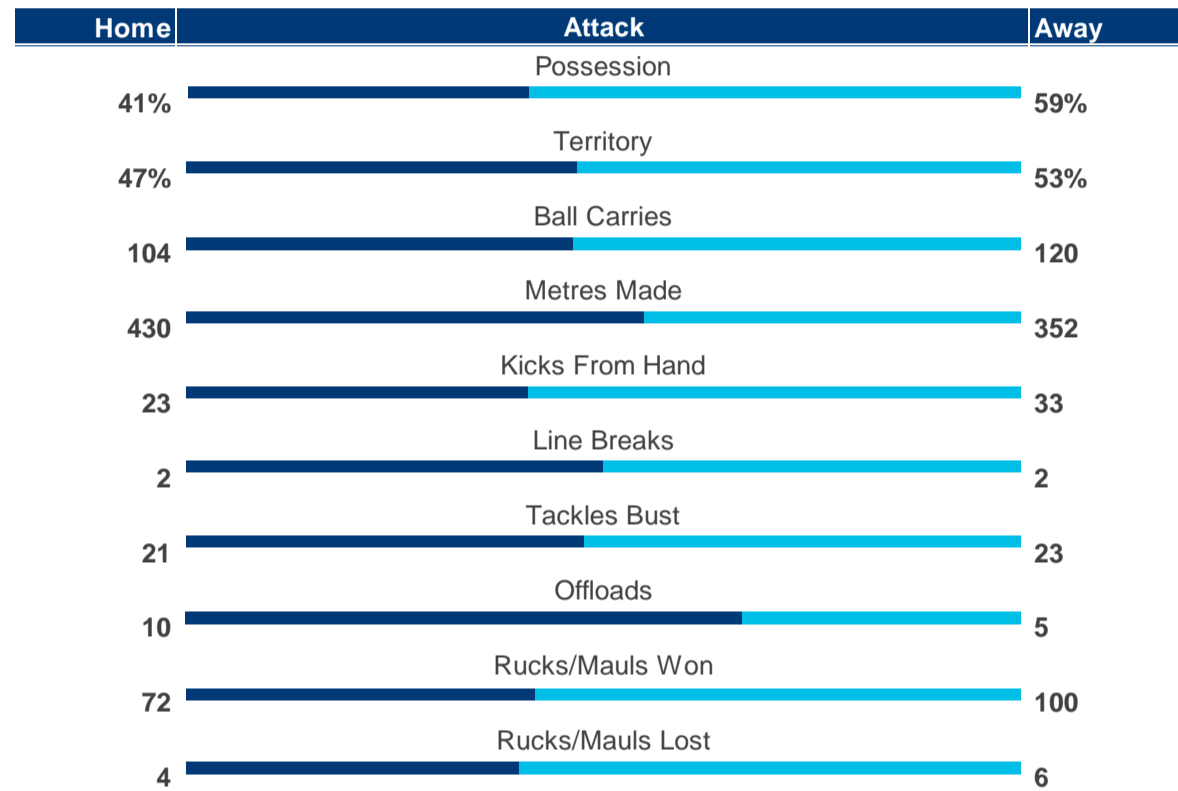 Home Attack Away
Possession
41% 59%
Territory
47% 53%
Ball Carries
104 120
Metres Made
430 352
Kicks From Hand
23 33
Line Breaks
2 2
Tackles Bust
21 23
Offloads
10 5
Rucks/Mauls Won
72 100
Rucks/Mauls Lost
4 6